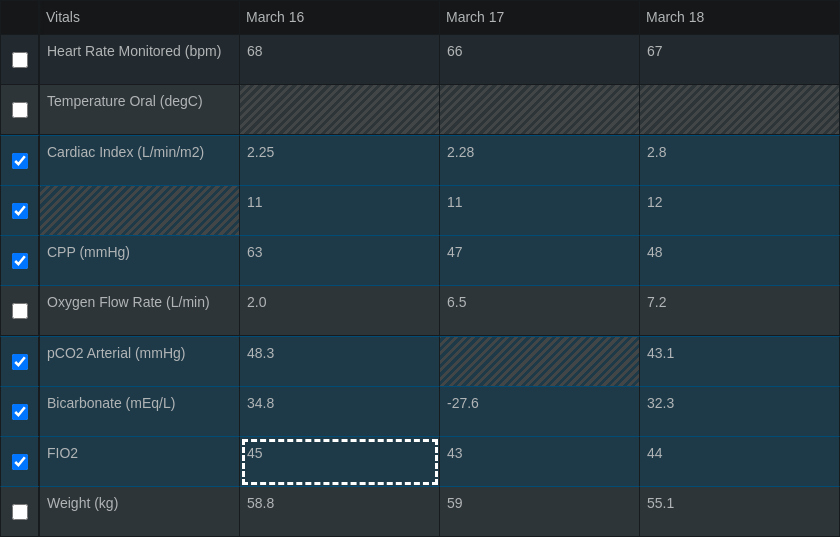 Vitals March 16 March 17 March 18
Heart Rate Monitored (bpm) 68 66 67
Temperature Oral (degC)
Cardiac Index (L/min/m2) 2.25 2.28 2.8
11 11 12
CPP (mmHg) 63 47 48
Oxygen Flow Rate (L/min) 2.0 6.5 7.2
pCO2 Arterial (mmHg) 48.3 43.1
Bicarbonate (mEq/L) 34.8 -27.6 32.3
FIO2 45 43 44
Weight (kg) 58.8 59 55.1